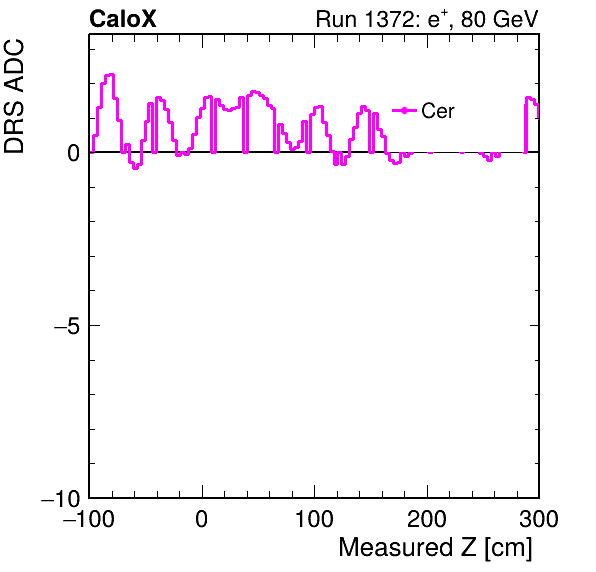 CaloX Run 1372: e⁺, 80 GeV
DRS ADC
Cer
0
−5
−10
−100 0 100 200 300
Measured Z [cm]